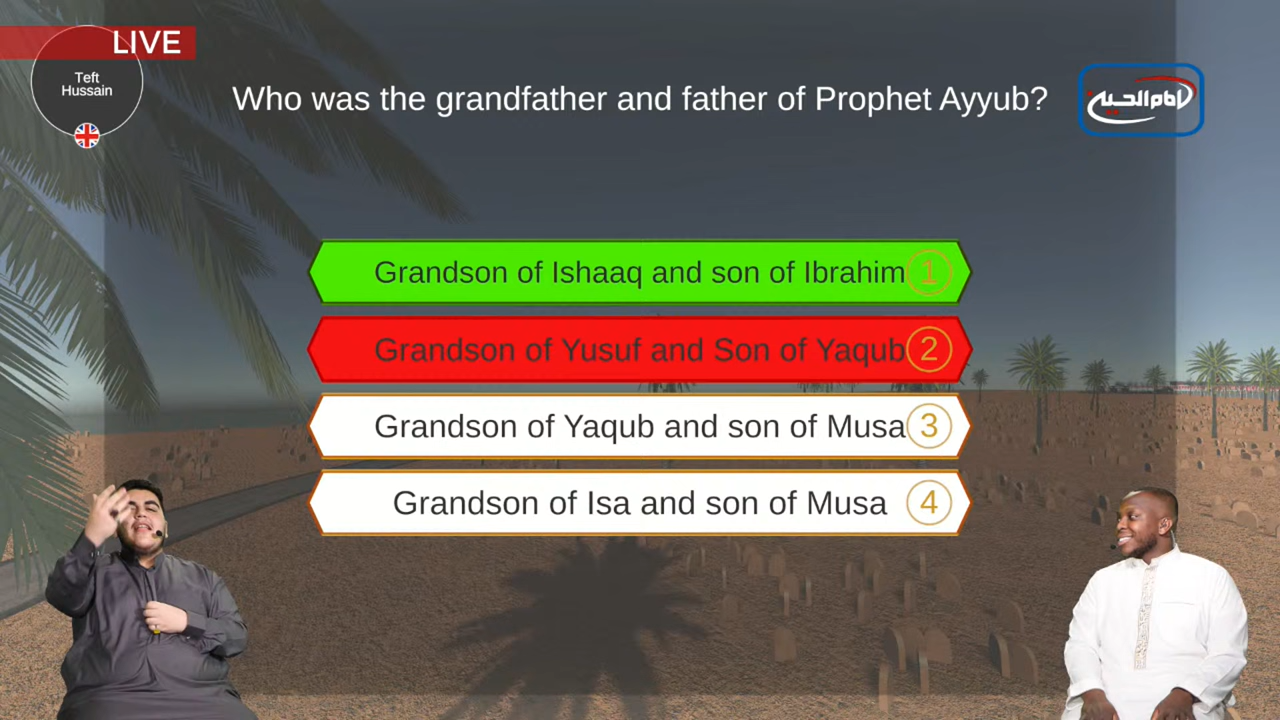 LIVE
Teft
Hussain
Who was the grandfather and father of Prophet Ayyub?
الإمام الحسين
Grandson of Ishaaq and son of Ibrahim 1
Grandson of Yusuf and Son of Yaqub 2
Grandson of Yaqub and son of Musa 3
Grandson of Isa and son of Musa 4